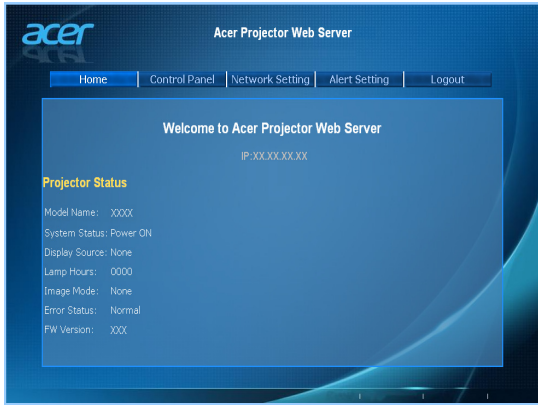 acer
Acer Projector Web Server
Home Control Panel Network Setting Alert Setting Logout
Welcome to Acer Projector Web Server
IP:XX.XX.XX.XX
Projector Status
Model Name: XXXX
System Status: Power ON
Display Source: None
Lamp Hours: 0000
Image Mode: None
Error Status: Normal
FW Version: XXX